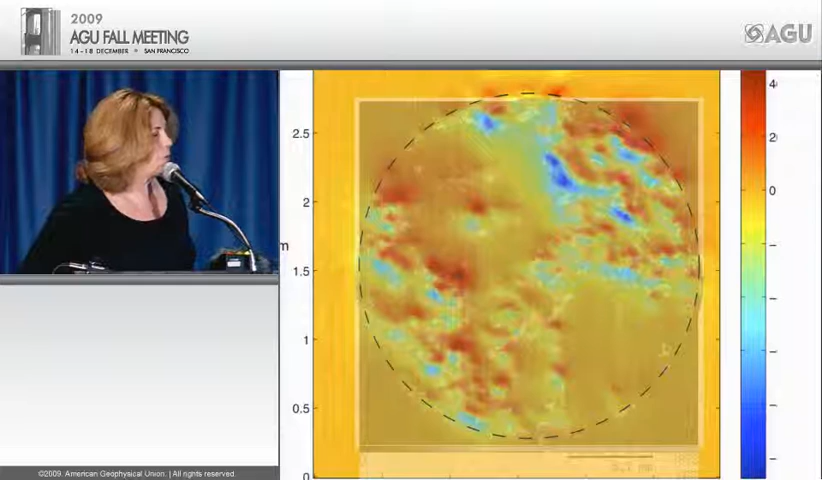 2009
AGU FALL MEETING
14 - 18 DECEMBER • SAN FRANCISCO
AGU
2.5
2
m
1.5
1
0.5
0
4
2
0
©2009. American Geophysical Union. | All rights reserved.